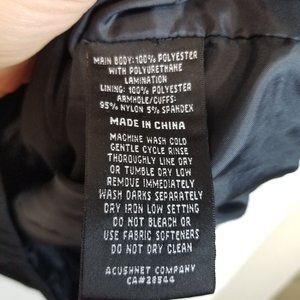 MAIN BODY: 100% POLYESTER
WITH POLYURETHANE
LAMINATION
LINING: 100% POLYESTER
ARMHOLE/CUFFS:
95% NYLON 5% SPANDEX
MADE IN CHINA
MACHINE WASH COLD
GENTLE CYCLE RINSE
THOROUGHLY LINE DRY
OR TUMBLE DRY LOW
REMOVE IMMEDIATELY
WASH DARKS SEPARATELY
DRY IRON LOW SETTING
DO NOT BLEACH OR
USE FABRIC SOFTENERS
DO NOT DRY CLEAN
ACUSHNET COMPANY
CA#28544